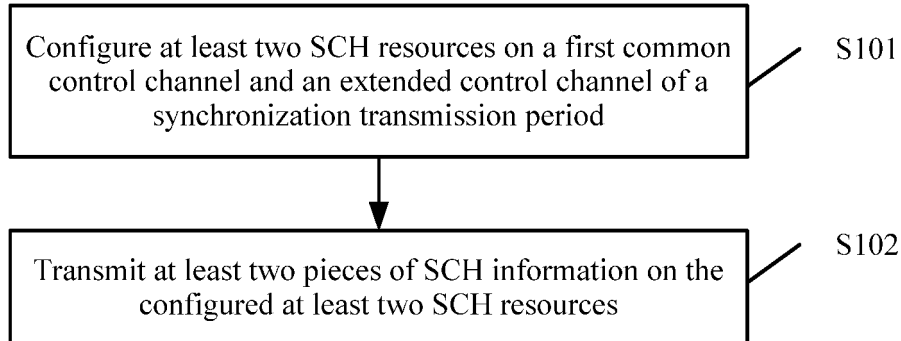 Configure at least two SCH resources on a first common
control channel and an extended control channel of a
synchronization transmission period
S101
Transmit at least two pieces of SCH information on the
configured at least two SCH resources
S102